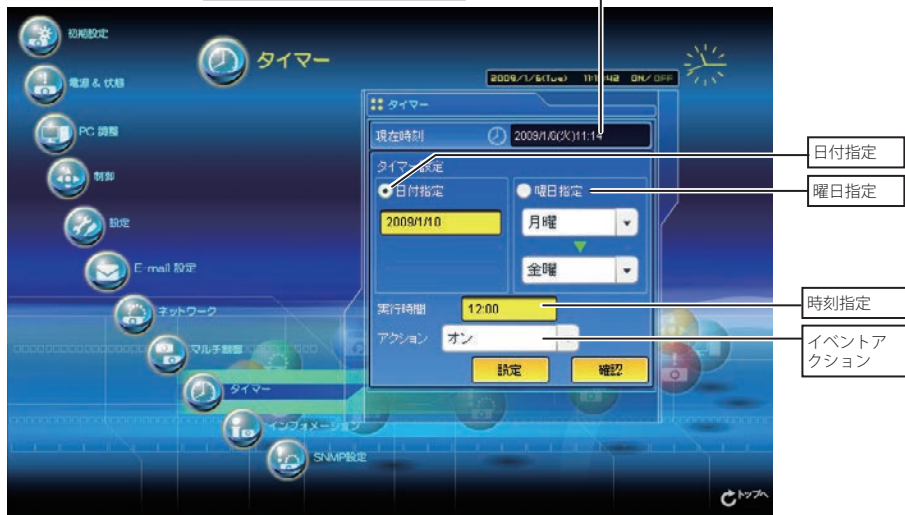 初期設定
電源 & 状態
PC 調整
制御
設定
E-mail 設定
ネットワーク
マルチ制御
タイマー
インフォメーション
SNMP設定
タイマー
2009/1/6(Tue) 11:13:42 ON/OFF
タイマー
現在時刻 2009/1/6(火)11:14
タイマー設定
日付指定 曜日指定
2009/1/10 月曜
金曜
実行時間 12:00
アクション オン
設定 確認
トップへ
日付指定
曜日指定
時刻指定
イベントア
クション